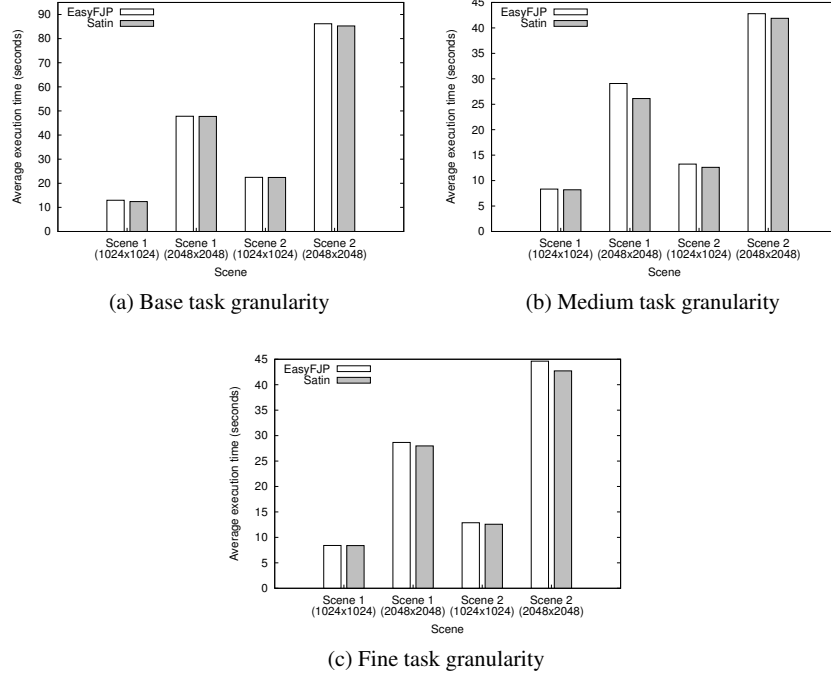 EasyFJP
Satin
Average execution time (seconds)
90
80
70
60
50
40
30
20
10
0
Scene 1
(1024x1024)
Scene 1
(2048x2048)
Scene 2
(1024x1024)
Scene 2
(2048x2048)
Scene
(a) Base task granularity
EasyFJP
Satin
Average execution time (seconds)
45
40
35
30
25
20
15
10
5
0
Scene 1
(1024x1024)
Scene 1
(2048x2048)
Scene 2
(1024x1024)
Scene 2
(2048x2048)
Scene
(b) Medium task granularity
EasyFJP
Satin
Average execution time (seconds)
45
40
35
30
25
20
15
10
5
0
Scene 1
(1024x1024)
Scene 1
(2048x2048)
Scene 2
(1024x1024)
Scene 2
(2048x2048)
Scene
(c) Fine task granularity